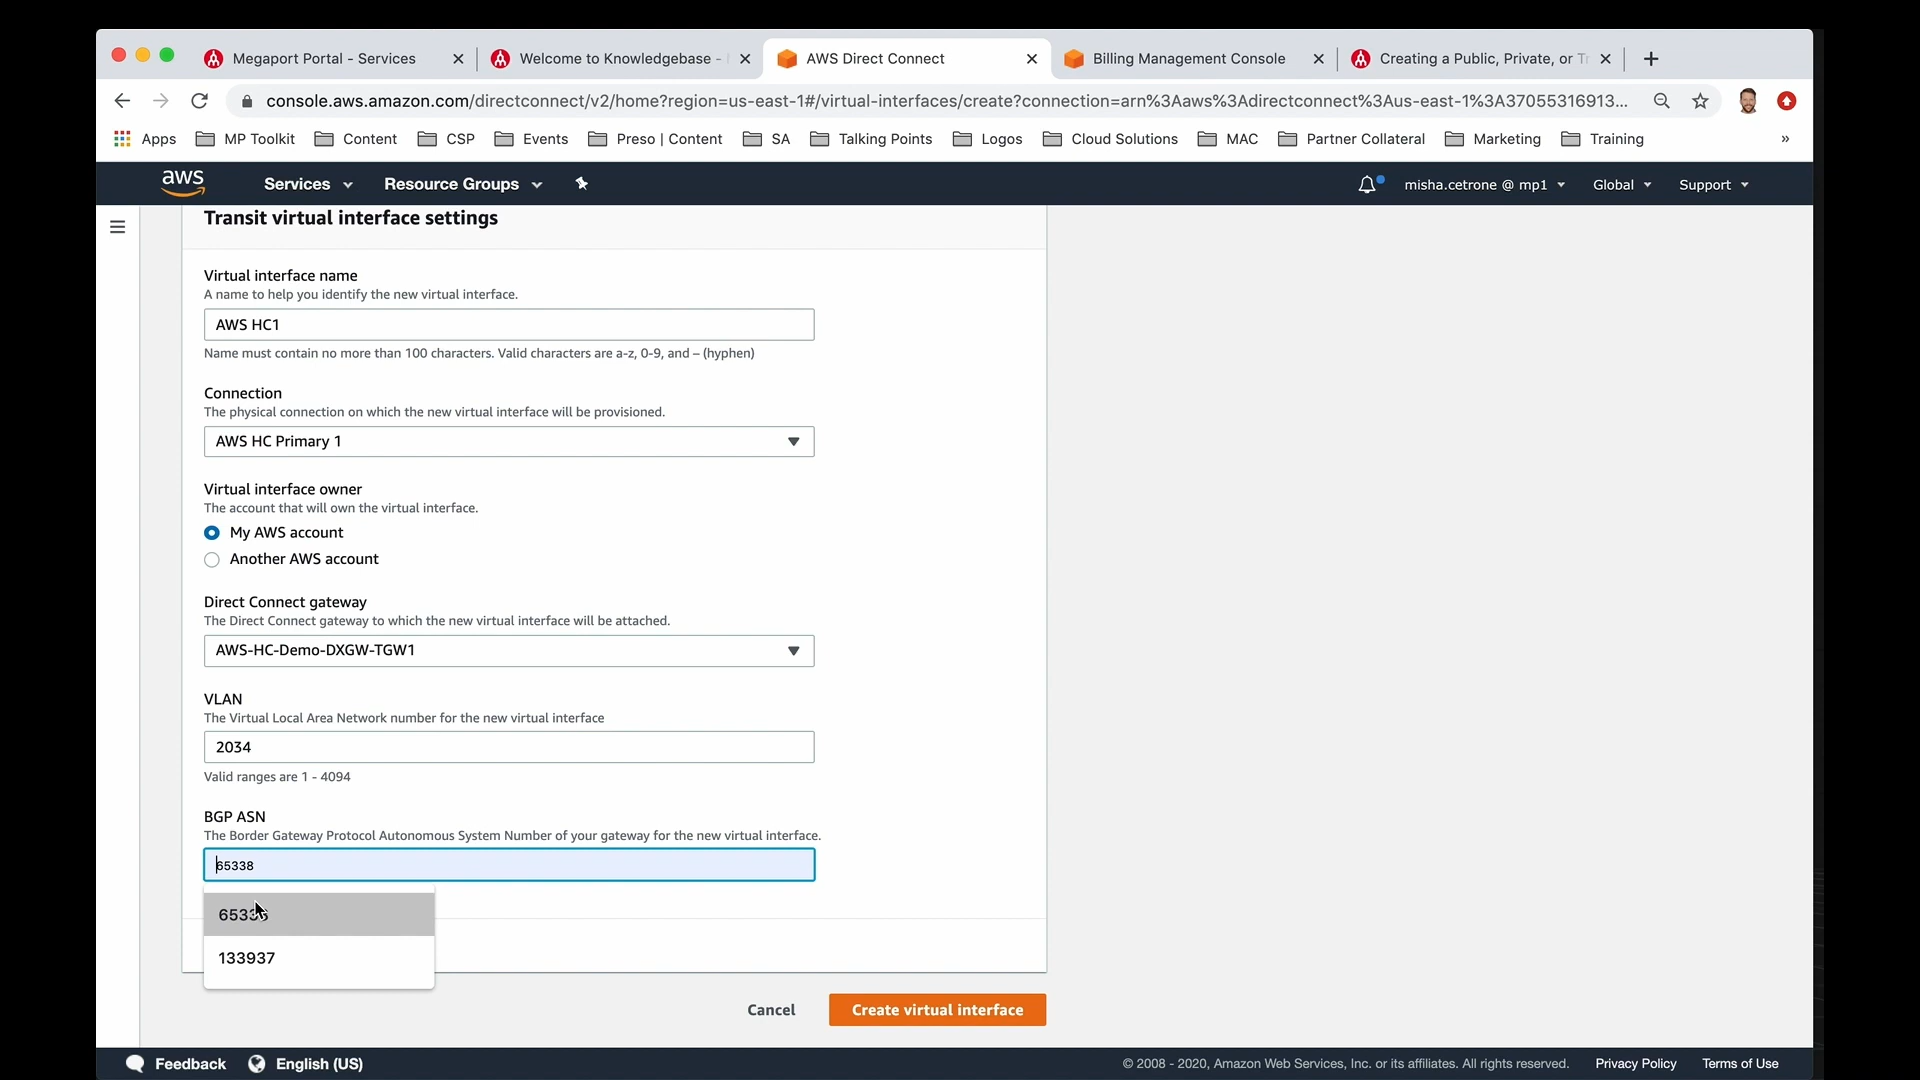 Megaport Portal - Services
Welcome to Knowledgebase -
AWS Direct Connect
Billing Management Console
Creating a Public, Private, or Tr
console.aws.amazon.com/directconnect/v2/home?region=us-east-1#/virtual-interfaces/create?connection=arn%3Aaws%3Adirectconnect%3Aus-east-1%3A37055316913...
Apps
MP Toolkit
Content
CSP
Events
Preso | Content
SA
Talking Points
Logos
Cloud Solutions
MAC
Partner Collateral
Marketing
Training
»
aws
Services
Resource Groups
misha.cetrone @ mp1
Global
Support
Transit virtual interface settings
Virtual interface name
A name to help you identify the new virtual interface.
AWS HC1
Name must contain no more than 100 characters. Valid characters are a-z, 0-9, and – (hyphen)
Connection
The physical connection on which the new virtual interface will be provisioned.
AWS HC Primary 1
Virtual interface owner
The account that will own the virtual interface.
My AWS account
Another AWS account
Direct Connect gateway
The Direct Connect gateway to which the new virtual interface will be attached.
AWS-HC-Demo-DXGW-TGW1
VLAN
The Virtual Local Area Network number for the new virtual interface
2034
Valid ranges are 1 - 4094
BGP ASN
The Border Gateway Protocol Autonomous System Number of your gateway for the new virtual interface.
65338
65338
133937
Cancel
Create virtual interface
Feedback
English (US)
© 2008 - 2020, Amazon Web Services, Inc. or its affiliates. All rights reserved.
Privacy Policy
Terms of Use